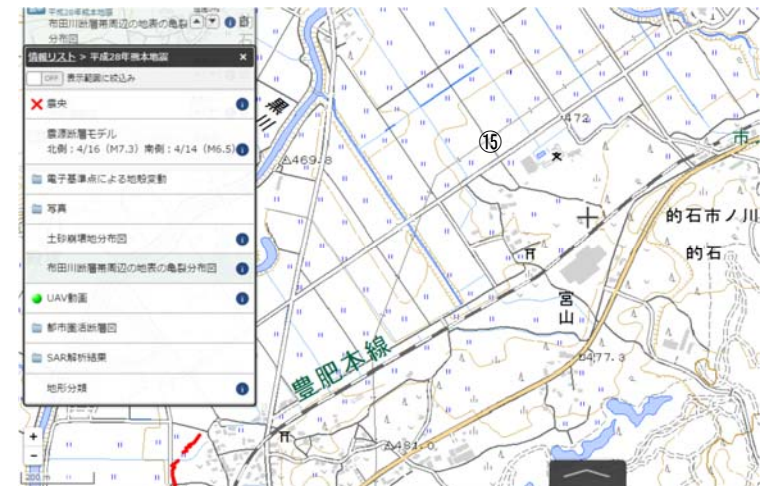 平成28年熊本地震
布田川断層帯周辺の地表の亀裂
分布図
情報リスト > 平成28年熊本地震
×
OFF 表示範囲に絞込み
震央
震源断層モデル
北側：4/16（M7.3）南側：4/14（M6.5）
電子基準点による地殻変動
写真
土砂崩壊地分布図
布田川断層帯周辺の地表の亀裂分布図
UAV動画
都市圏活断層図
SAR解析結果
地形分類
+
-
200 m
黒川
469.8
⑮
472
市
的石市ノ川
的石
宮山
豊肥本線
477.3
481.0